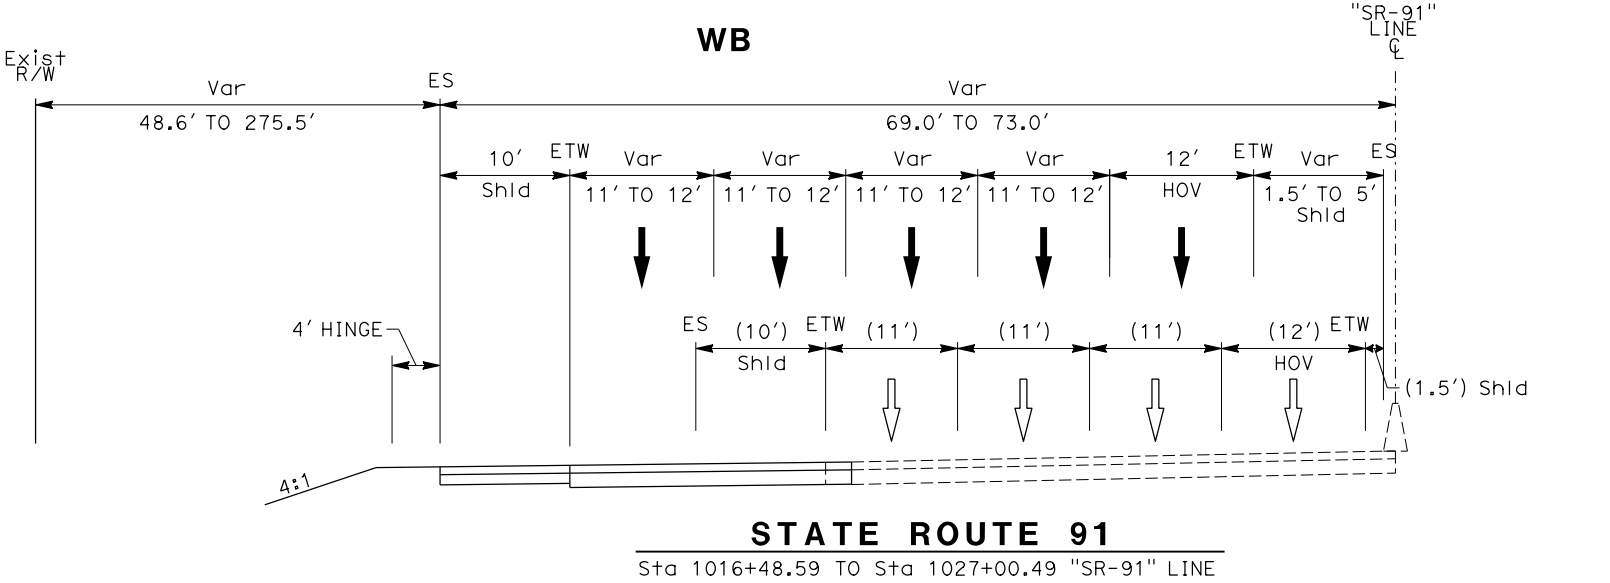 "SR-91"
LINE
℄
WB
Exist
R/W
ES
Var
Var
48.6' TO 275.5'
69.0' TO 73.0'
10'
ETW
Var
Var
Var
Var
12'
ETW
Var
ES
Shld
11' TO 12'
11' TO 12'
11' TO 12'
11' TO 12'
HOV
1.5' TO 5'
Shld
4' HINGE
ES
(10')
ETW
(11')
(11')
(11')
(12')
ETW
Shld
HOV
(1.5') Shld
4:1
STATE ROUTE 91
Sta 1016+48.59 TO Sta 1027+00.49 "SR-91" LINE